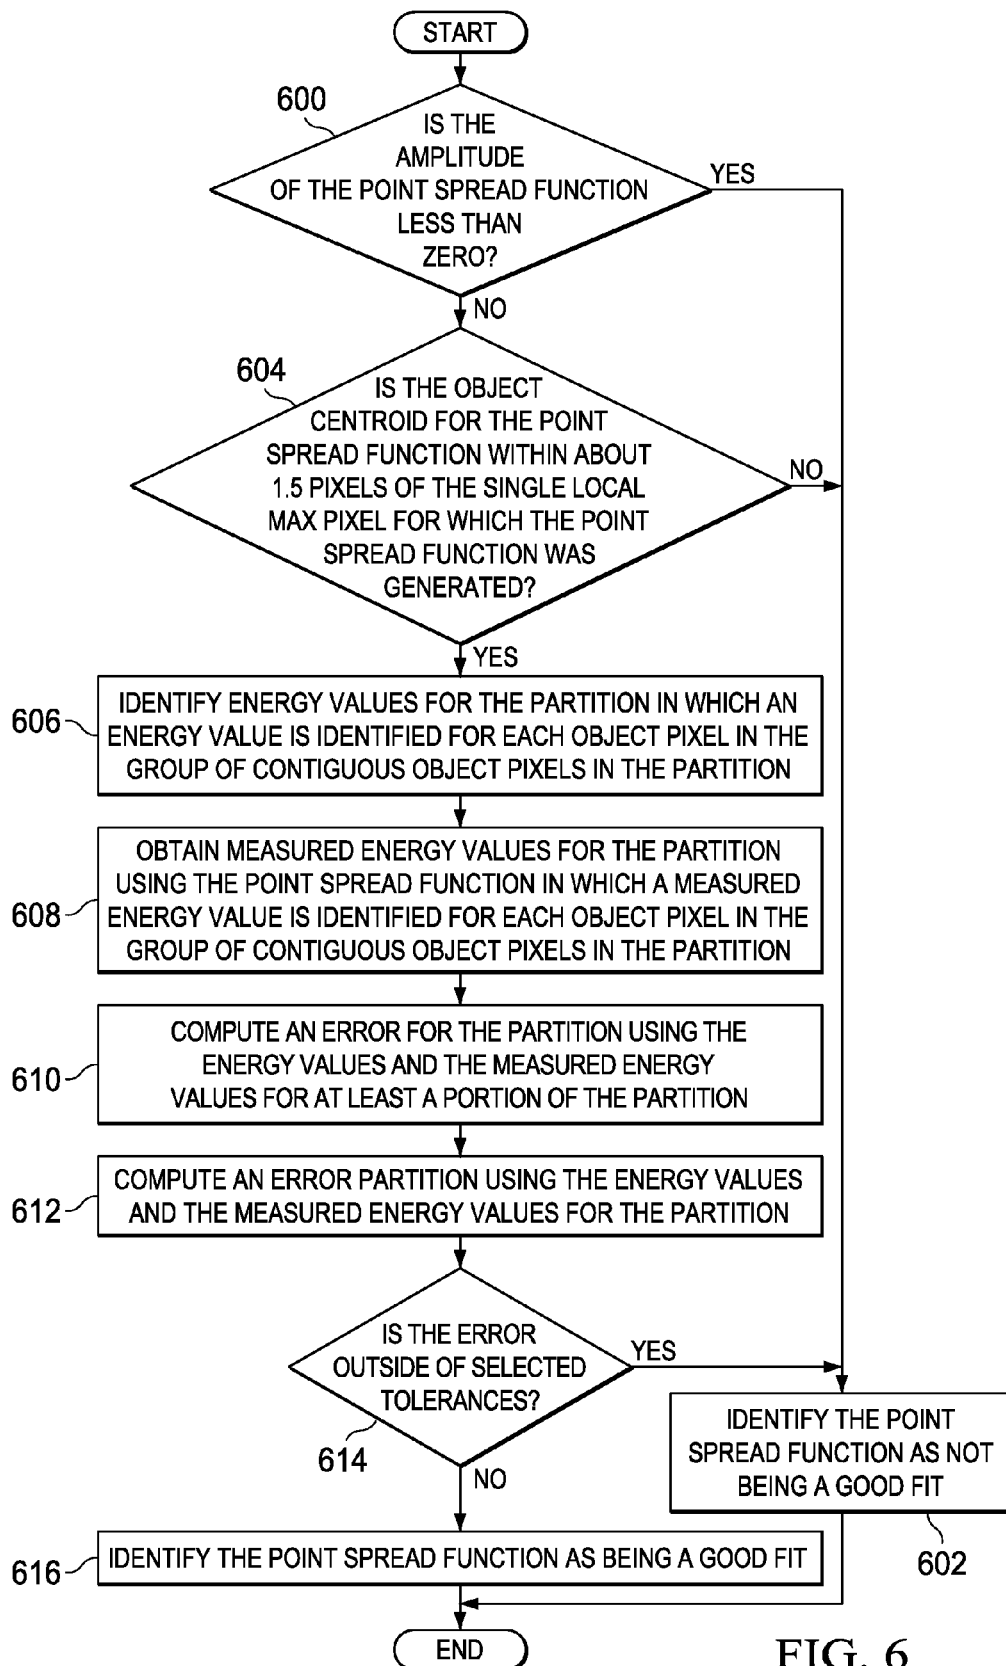 START
600
IS THE
AMPLITUDE
OF THE POINT SPREAD FUNCTION
LESS THAN
ZERO?
YES
NO
604
IS THE OBJECT
CENTROID FOR THE POINT
SPREAD FUNCTION WITHIN ABOUT
1.5 PIXELS OF THE SINGLE LOCAL
MAX PIXEL FOR WHICH THE POINT
SPREAD FUNCTION WAS
GENERATED?
NO
YES
606
IDENTIFY ENERGY VALUES FOR THE PARTITION IN WHICH AN
ENERGY VALUE IS IDENTIFIED FOR EACH OBJECT PIXEL IN THE
GROUP OF CONTIGUOUS OBJECT PIXELS IN THE PARTITION
608
OBTAIN MEASURED ENERGY VALUES FOR THE PARTITION
USING THE POINT SPREAD FUNCTION IN WHICH A MEASURED
ENERGY VALUE IS IDENTIFIED FOR EACH OBJECT PIXEL IN THE
GROUP OF CONTIGUOUS OBJECT PIXELS IN THE PARTITION
610
COMPUTE AN ERROR FOR THE PARTITION USING THE
ENERGY VALUES AND THE MEASURED ENERGY
VALUES FOR AT LEAST A PORTION OF THE PARTITION
612
COMPUTE AN ERROR PARTITION USING THE ENERGY VALUES
AND THE MEASURED ENERGY VALUES FOR THE PARTITION
IS THE ERROR
OUTSIDE OF SELECTED
TOLERANCES?
YES
614
NO
IDENTIFY THE POINT
SPREAD FUNCTION AS NOT
BEING A GOOD FIT
602
616
IDENTIFY THE POINT SPREAD FUNCTION AS BEING A GOOD FIT
END
FIG. 6